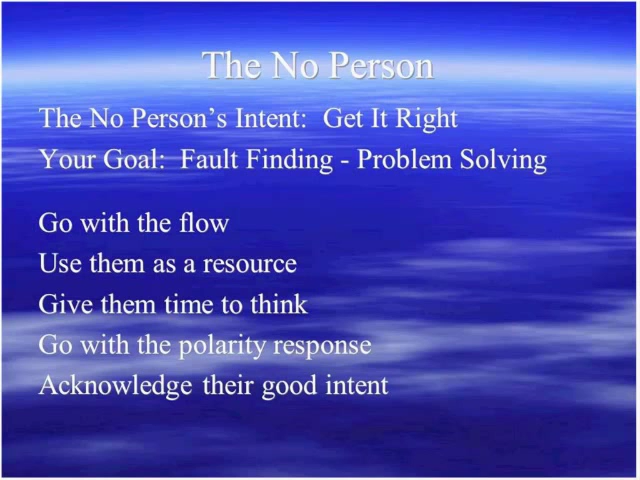 The No Person
The No Person’s Intent:  Get It Right
Your Goal:  Fault Finding - Problem Solving
Go with the flow
Use them as a resource
Give them time to think
Go with the polarity response
Acknowledge their good intent